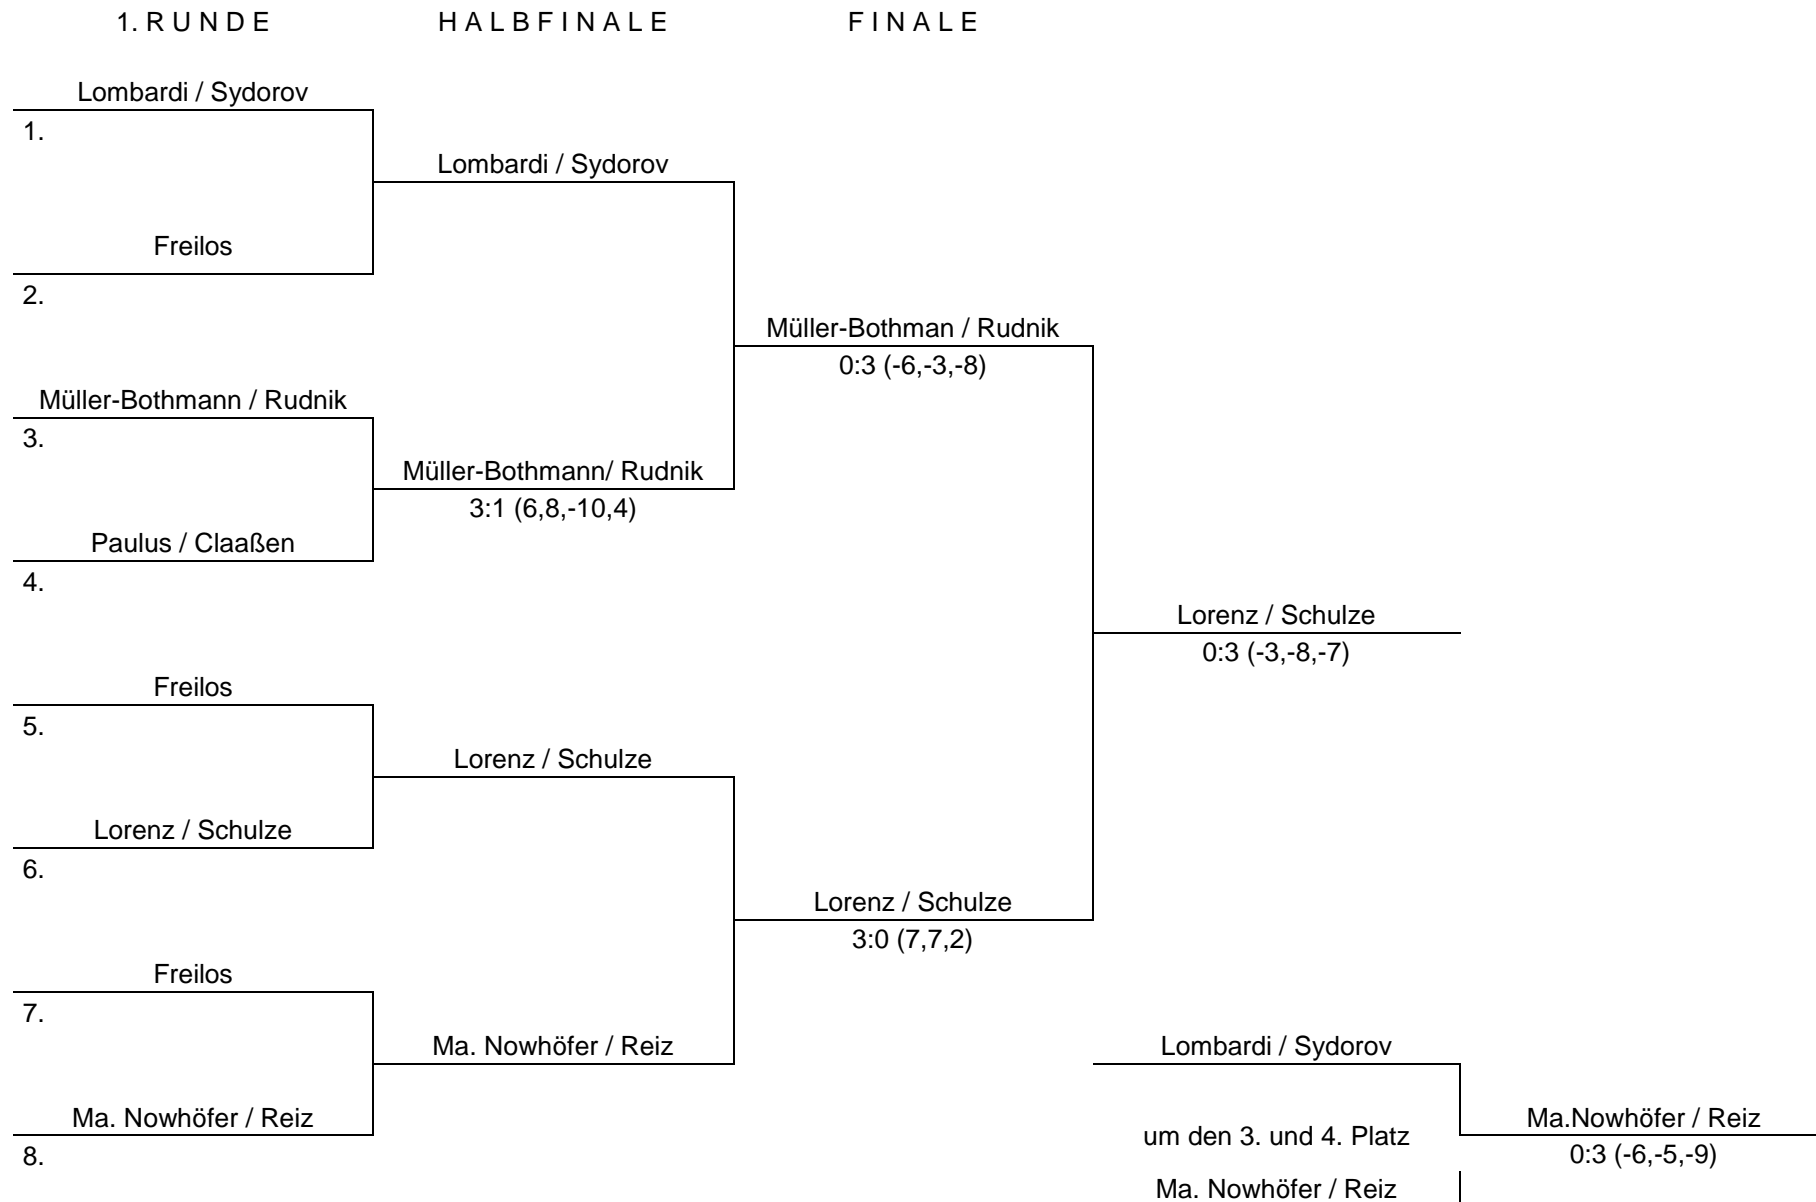 1. R U N D E
H A L B F I N A L E
F I N A L E
Lombardi / Sydorov
1.
Lombardi / Sydorov
Freilos
2.
Müller-Bothman / Rudnik
0:3 (-6,-3,-8)
Müller-Bothmann / Rudnik
3.
Müller-Bothmann/ Rudnik
3:1 (6,8,-10,4)
Paulus / Claaßen
4.
Lorenz / Schulze
0:3 (-3,-8,-7)
Freilos
5.
Lorenz / Schulze
Lorenz / Schulze
6.
Lorenz / Schulze
3:0 (7,7,2)
Freilos
7.
Ma. Nowhöfer / Reiz
Lombardi / Sydorov
Ma. Nowhöfer / Reiz
8.
um den 3. und 4. Platz
Ma.Nowhöfer / Reiz
0:3 (-6,-5,-9)
Ma. Nowhöfer / Reiz